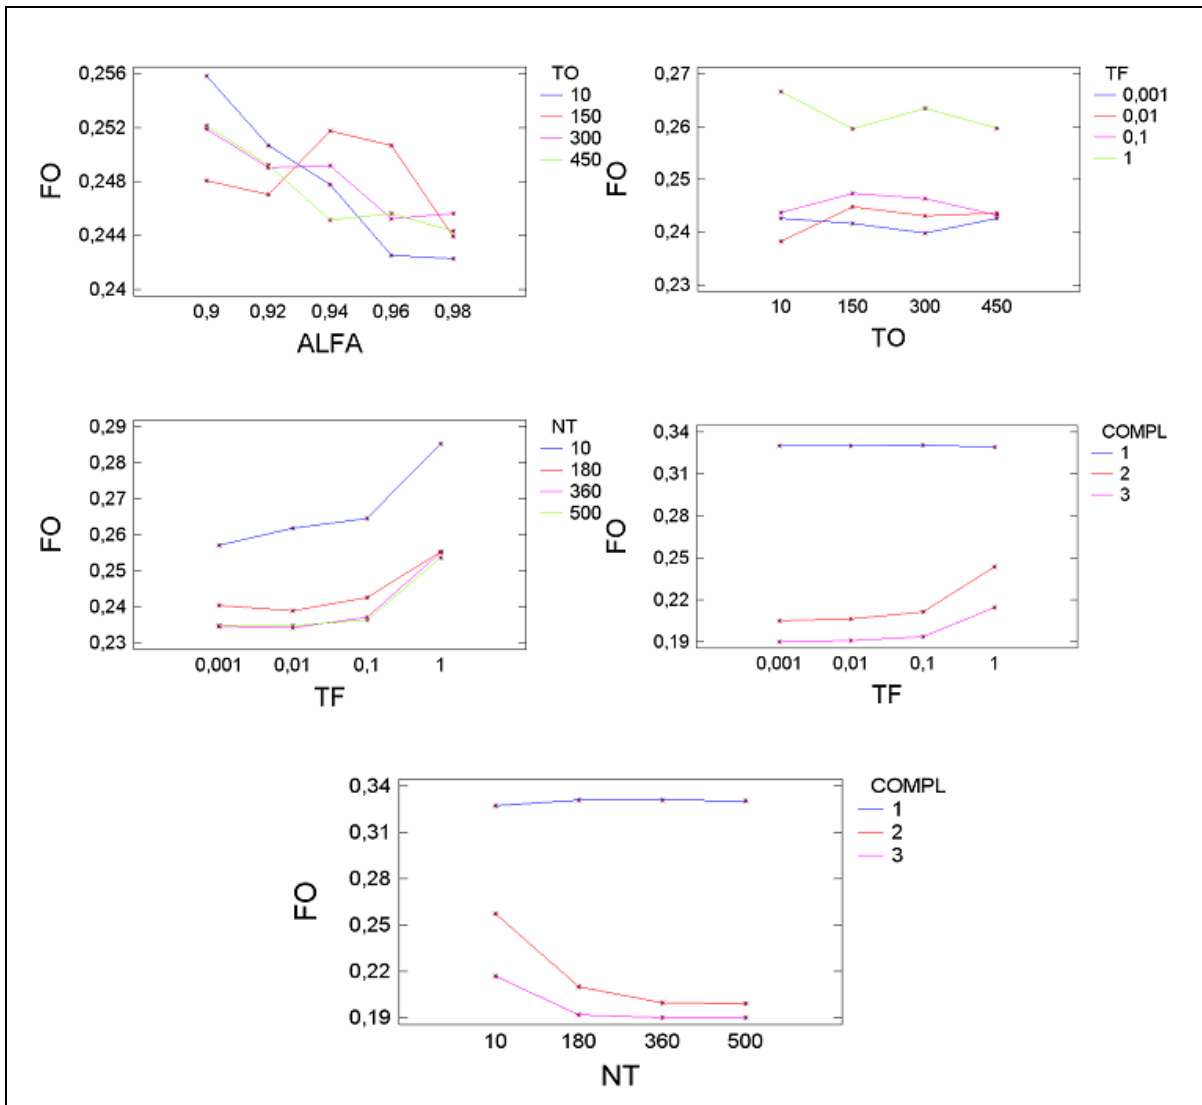 0,256
0,252
0,248
0,244
0,24
FO
0,9 0,92 0,94 0,96 0,98
ALFA
TO
10
150
300
450
0,27
0,26
0,25
0,24
0,23
FO
10 150 300 450
TO
TF
0,001
0,01
0,1
1
0,29
0,28
0,27
0,26
0,25
0,24
0,23
FO
0,001 0,01 0,1 1
TF
NT
10
180
360
500
0,34
0,31
0,28
0,25
0,22
0,19
FO
0,001 0,01 0,1 1
TF
COMPL
1
2
3
0,34
0,31
0,28
0,25
0,22
0,19
FO
10 180 360 500
NT
COMPL
1
2
3